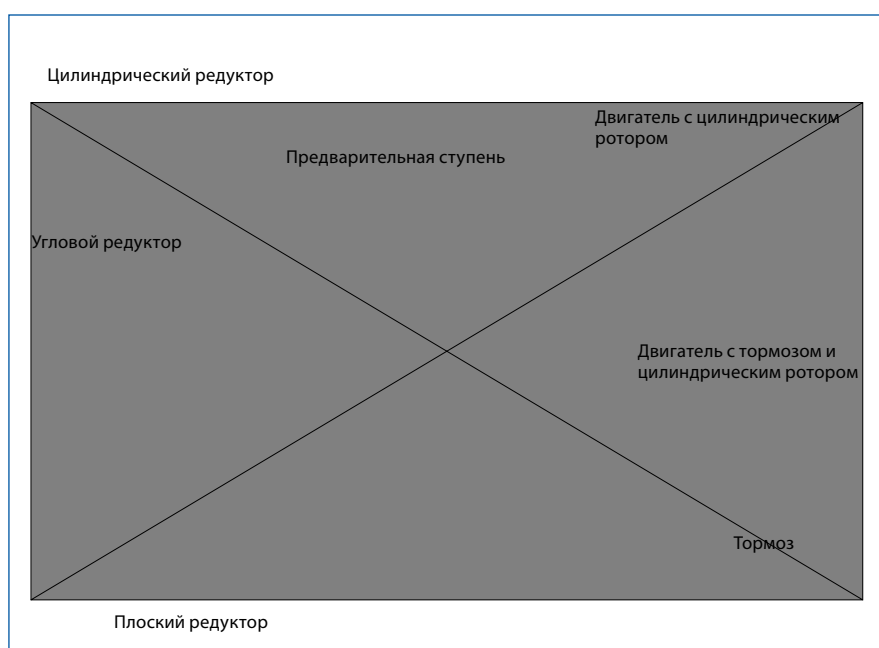 Цилиндрический редуктор
Двигатель с цилиндрическим
ротором
Предварительная ступень
Угловой редуктор
Двигатель с тормозом и
цилиндрическим ротором
Тормоз
Плоский редуктор